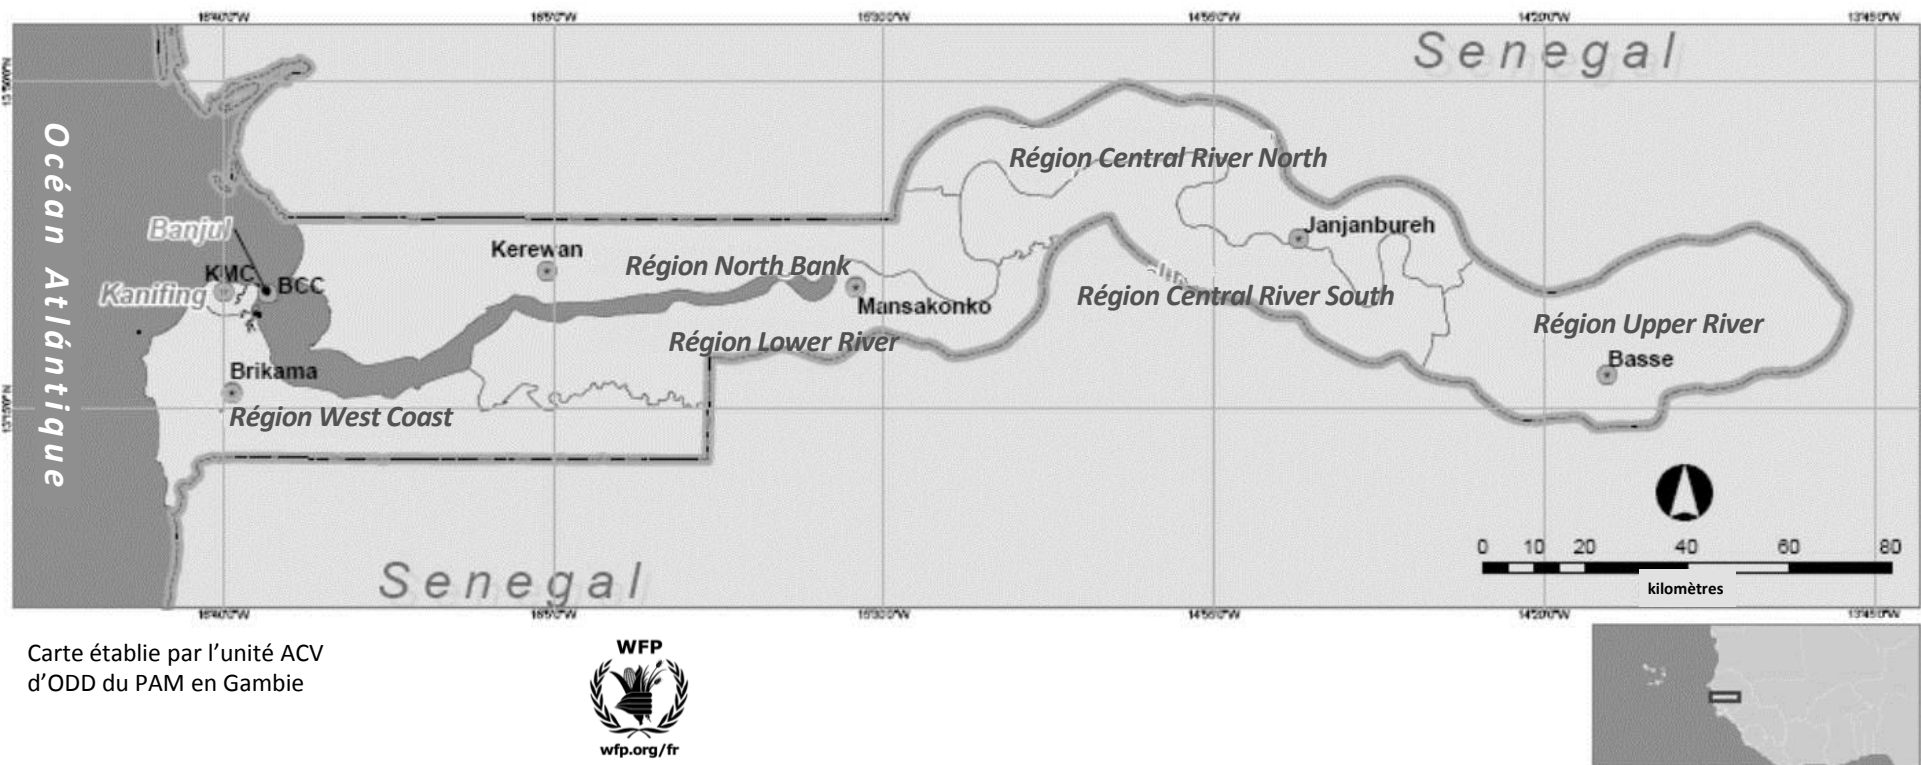 Senegal
Océan Atlántique
Région Central River North
Banjul
Janjanbureh
Kerewan
Région North Bank
KMC
BCC
Kanifing
Mansakonko
Région Central River South
Région Upper River
Région Lower River
Basse
Brikama
Région West Coast
Senegal
0 10 20 40 60 80
kilomètres
Carte établie par l’unité ACV
d’ODD du PAM en Gambie
WFP
wfp.org/fr